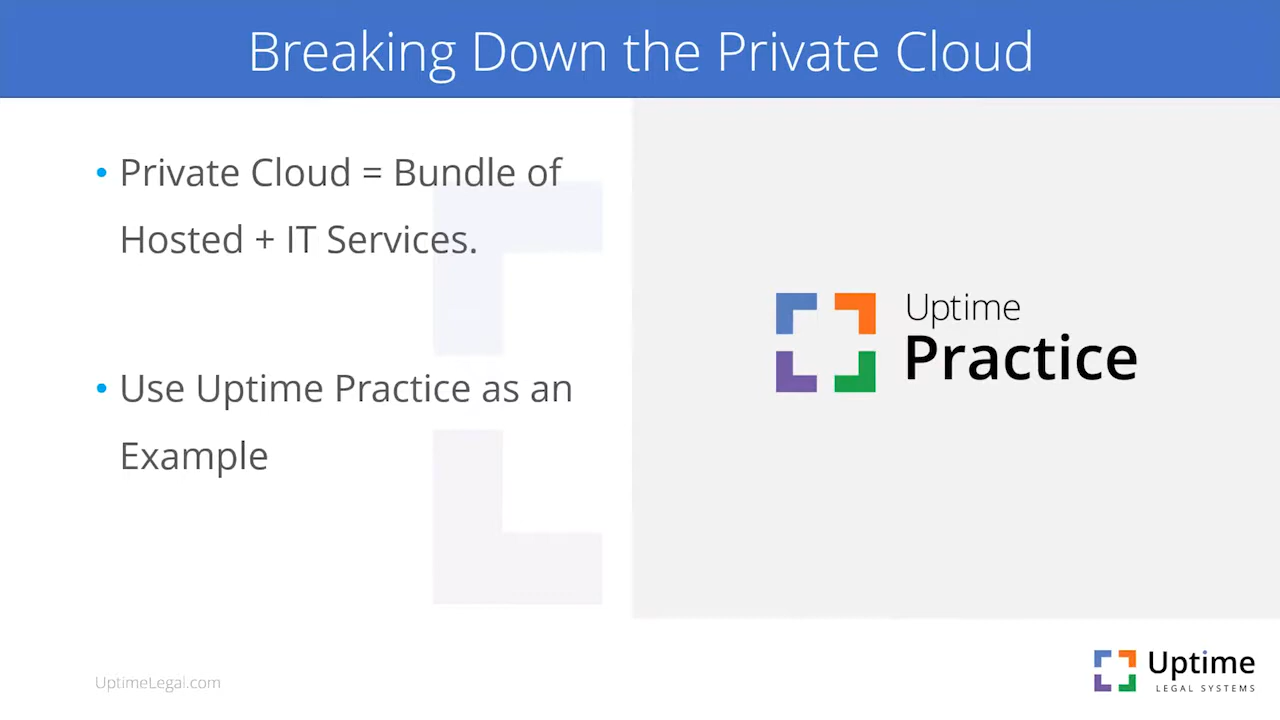 Breaking Down the Private Cloud
• Private Cloud = Bundle of
Hosted + IT Services.
• Use Uptime Practice as an
Example
Uptime
Practice
UptimeLegal.com
Uptime
LEGAL SYSTEMS